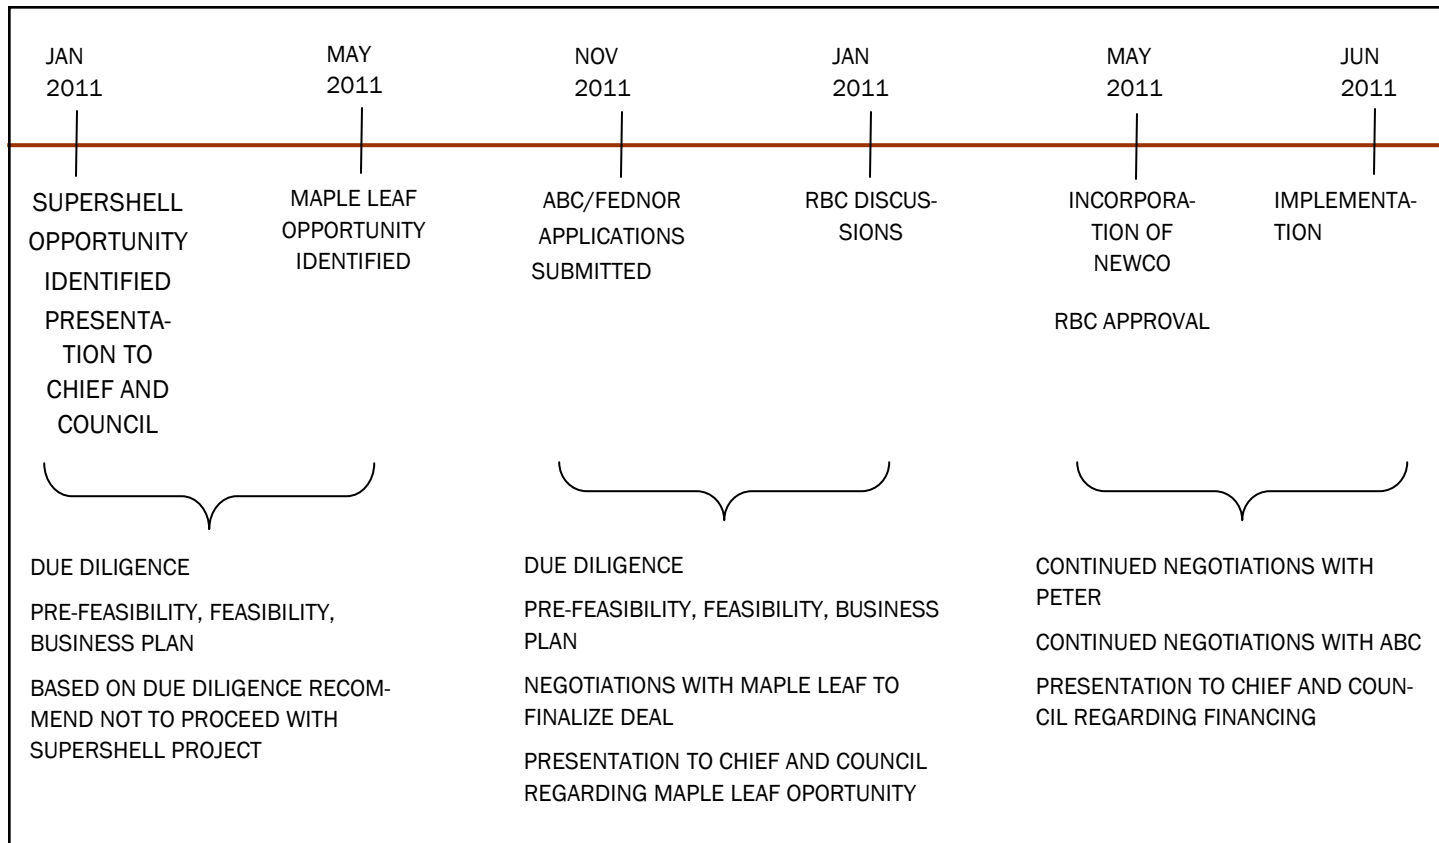 JAN
2011
MAY
2011
NOV
2011
JAN
2011
MAY
2011
JUN
2011
SUPERSHELL
OPPORTUNITY
IDENTIFIED
PRESENTA-
TION TO
CHIEF AND
COUNCIL
MAPLE LEAF
OPPORTUNITY
IDENTIFIED
ABC/FEDNOR
APPLICATIONS
SUBMITTED
RBC DISCUS-
SIONS
INCORPORA-
TION OF
NEWCO
RBC APPROVAL
IMPLEMENTA-
TION
DUE DILIGENCE
PRE-FEASIBILITY, FEASIBILITY,
BUSINESS PLAN
BASED ON DUE DILIGENCE RECOM-
MEND NOT TO PROCEED WITH
SUPERSHELL PROJECT
DUE DILIGENCE
PRE-FEASIBILITY, FEASIBILITY, BUSINESS
PLAN
NEGOTIATIONS WITH MAPLE LEAF TO
FINALIZE DEAL
PRESENTATION TO CHIEF AND COUNCIL
REGARDING MAPLE LEAF OPORTUNITY
CONTINUED NEGOTIATIONS WITH
PETER
CONTINUED NEGOTIATIONS WITH ABC
PRESENTATION TO CHIEF AND COUN-
CIL REGARDING FINANCING